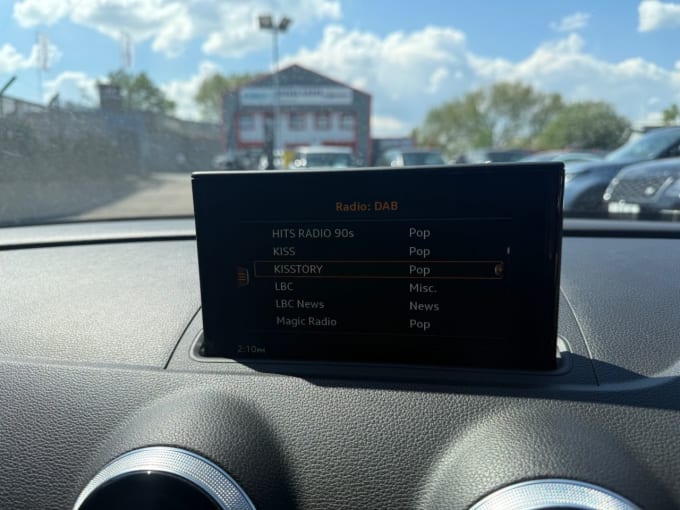 Radio: DAB
HITS RADIO 90s Pop
KISS Pop
KISSTORY Pop
LBC Misc.
LBC News News
Magic Radio Pop
2:10PM